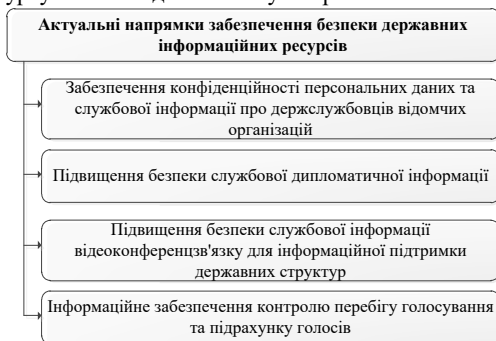 Актуальні напрямки забезпечення безпеки державних
інформаційних ресурсів
Забезпечення конфіденційності персональних даних та
службової інформації про держслужбовців відомчих
організацій
Підвищення безпеки службової дипломатичної інформації
Підвищення безпеки службової інформації
відеоконференцзв'язку для інформаційної підтримки
державних структур
Інформаційне забезпечення контролю перебігу голосування
та підрахунку голосів